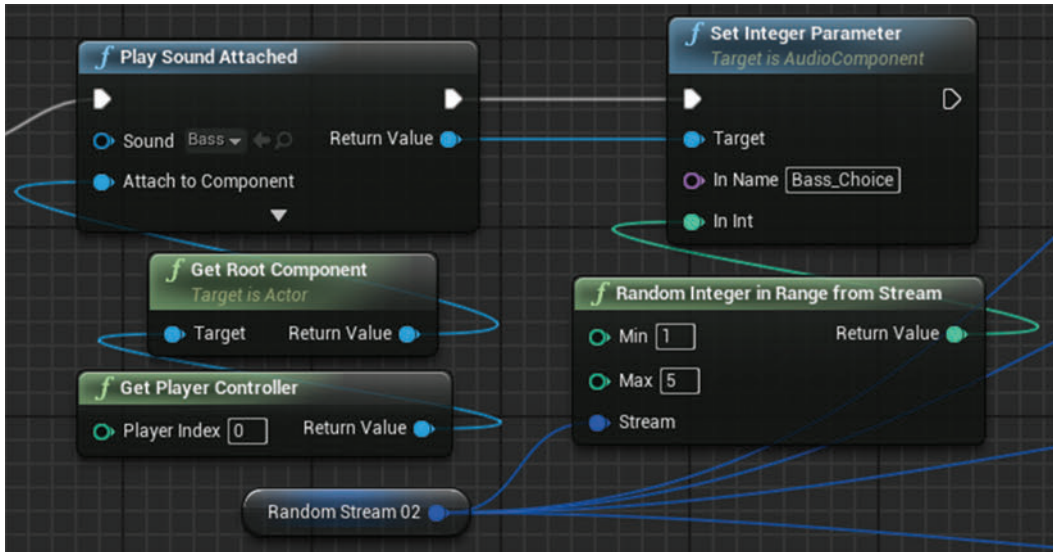 f Play Sound Attached
Sound Bass Return Value
Attach to Component
f Set Integer Parameter
Target is AudioComponent
Target
In Name Bass_Choice
In Int
f Get Root Component
Target is Actor
Target Return Value
f Random Integer in Range from Stream
Min 1 Return Value
Max 5
Stream
f Get Player Controller
Player Index 0 Return Value
Random Stream 02